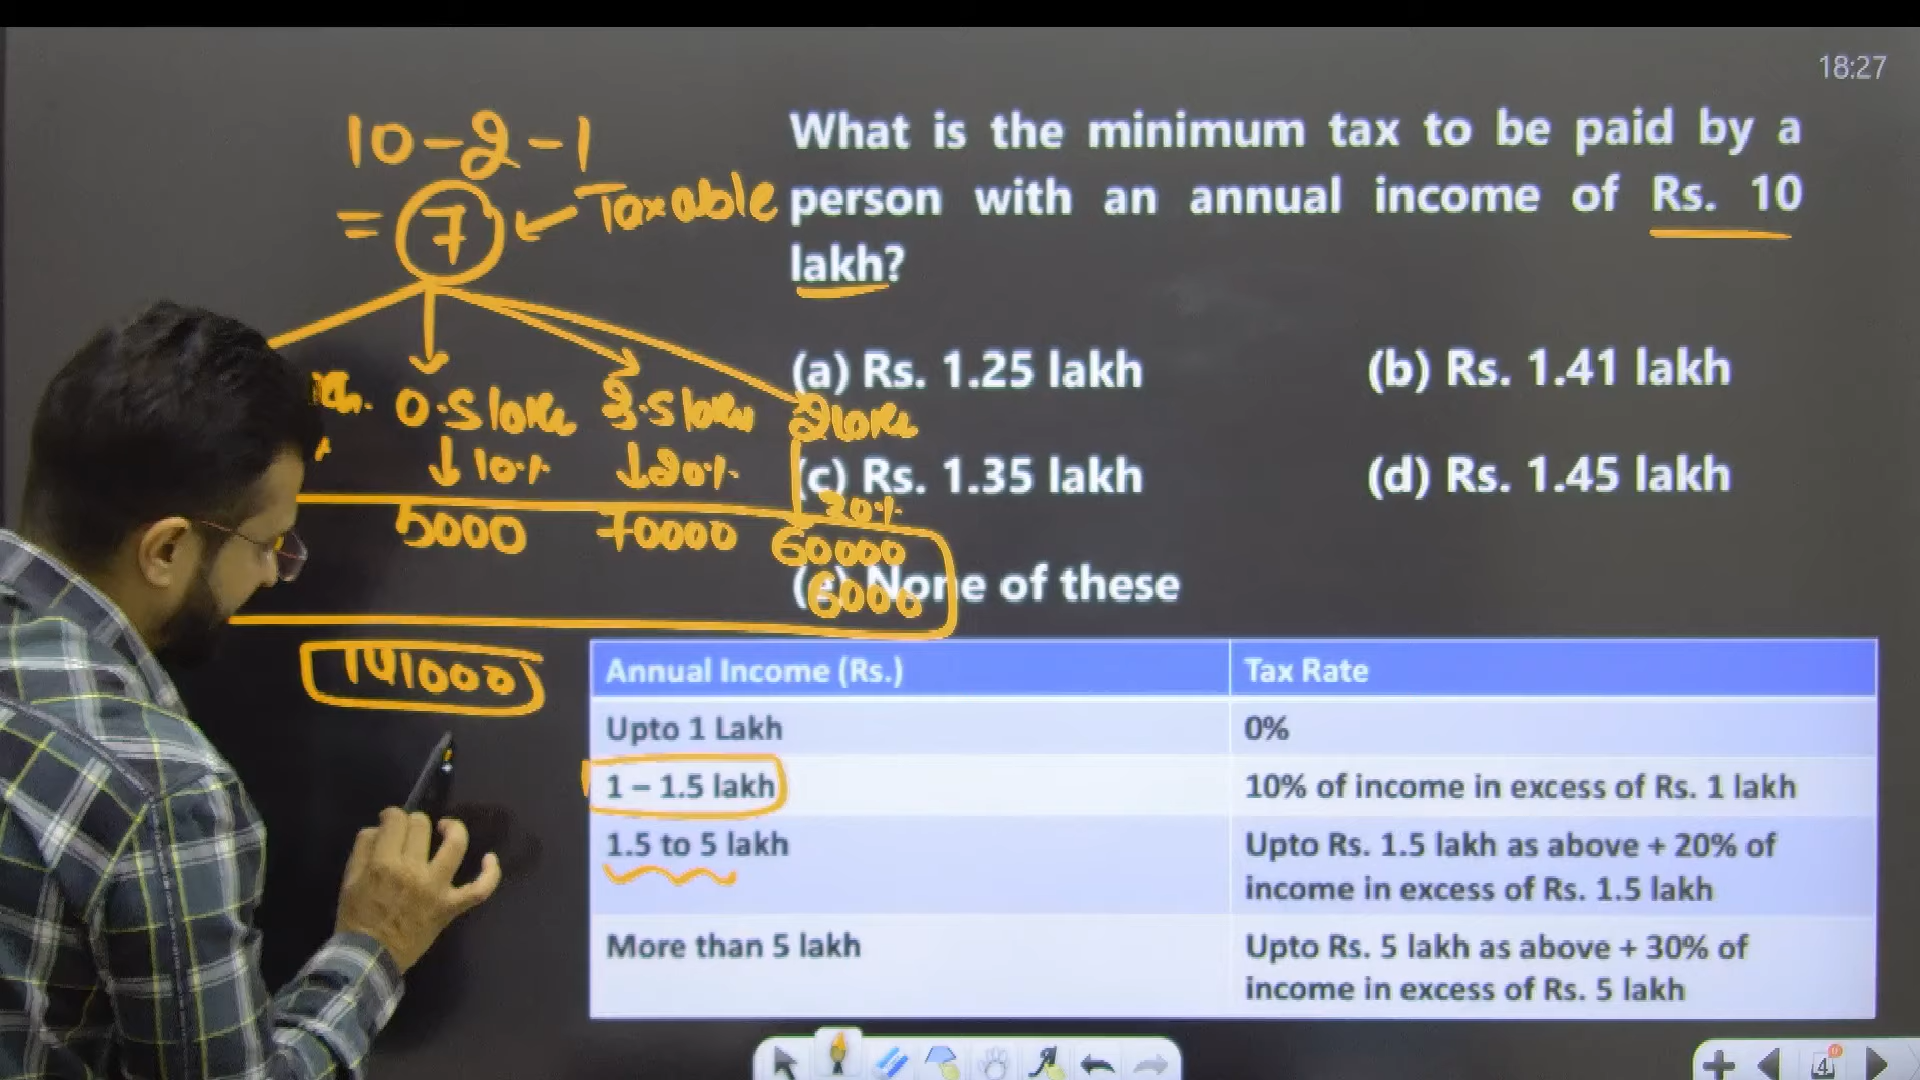 18:27
10-2-1
= 7 Taxable
What is the minimum tax to be paid by a
person with an annual income of Rs. 10
lakh?
(a) Rs. 1.25 lakh (b) Rs. 1.41 lakh
0.5 lakh 3.5 lakh 2 lakh
10% 20% 30%
(c) Rs. 1.35 lakh (d) Rs. 1.45 lakh
5000 70000 60000
6000
(e) None of these
141000
Annual Income (Rs.) Tax Rate
Upto 1 Lakh 0%
1 – 1.5 lakh 10% of income in excess of Rs. 1 lakh
1.5 to 5 lakh Upto Rs. 1.5 lakh as above + 20% of
income in excess of Rs. 1.5 lakh
More than 5 lakh Upto Rs. 5 lakh as above + 30% of
income in excess of Rs. 5 lakh
4